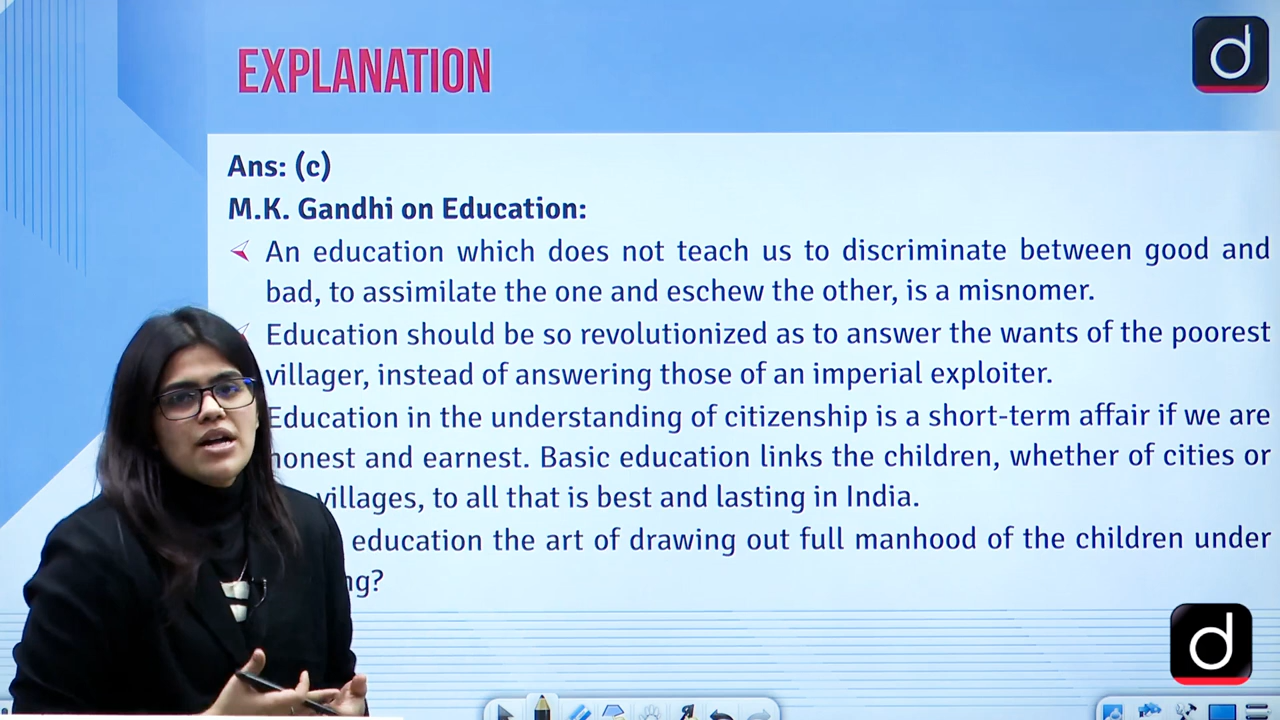 EXPLANATION
d
Ans: (c)
M.K. Gandhi on Education:
An education which does not teach us to discriminate between good and
bad, to assimilate the one and eschew the other, is a misnomer.
Education should be so revolutionized as to answer the wants of the poorest
villager, instead of answering those of an imperial exploiter.
Education in the understanding of citizenship is a short-term affair if we are
honest and earnest. Basic education links the children, whether of cities or
villages, to all that is best and lasting in India.
education the art of drawing out full manhood of the children under
d